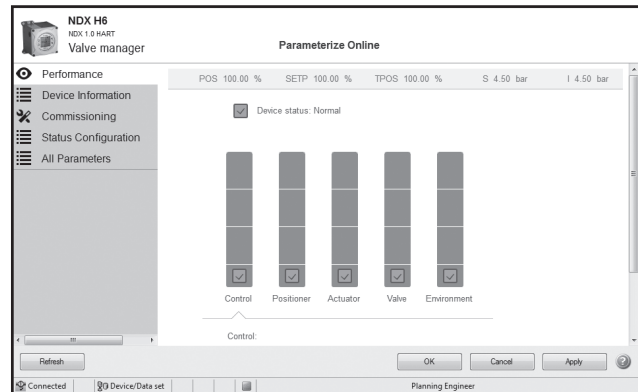 NDX H6
NDX 1.0 HART
Valve manager
Parameterize Online
Performance
Device Information
Commissioning
Status Configuration
All Parameters
POS 100.00 % SETP 100.00 % TPOS 100.00 % S 4.50 bar I 4.50 bar
Device status: Normal
Control Positioner Actuator Valve Environment
Control:
Refresh OK Cancel Apply ?
Connected Device/Data set Planning Engineer